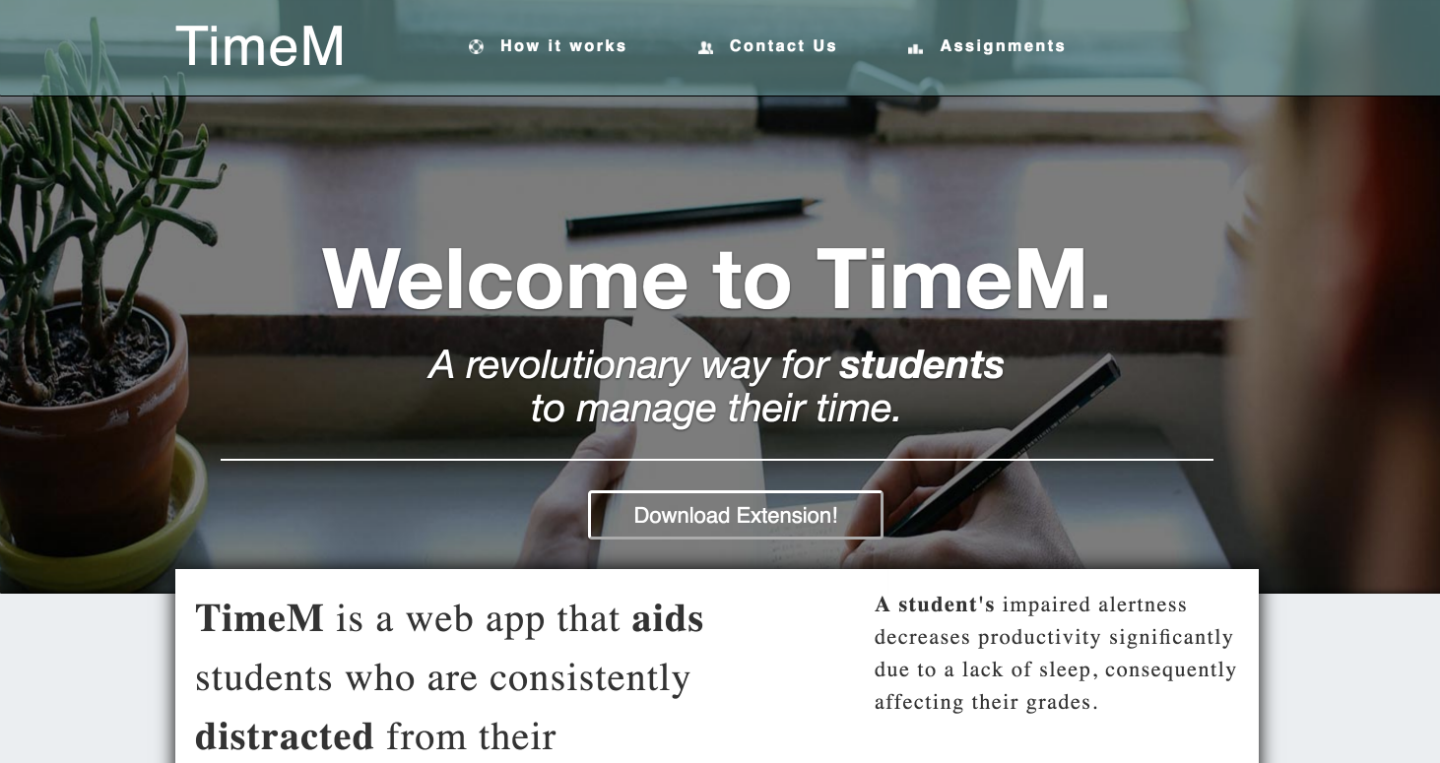 TimeM
How it works
Contact Us
Assignments
Welcome to TimeM.
A revolutionary way for students
to manage their time.
Download Extension!
TimeM is a web app that aids
students who are consistently
distracted from their
A student's impaired alertness
decreases productivity significantly
due to a lack of sleep, consequently
affecting their grades.